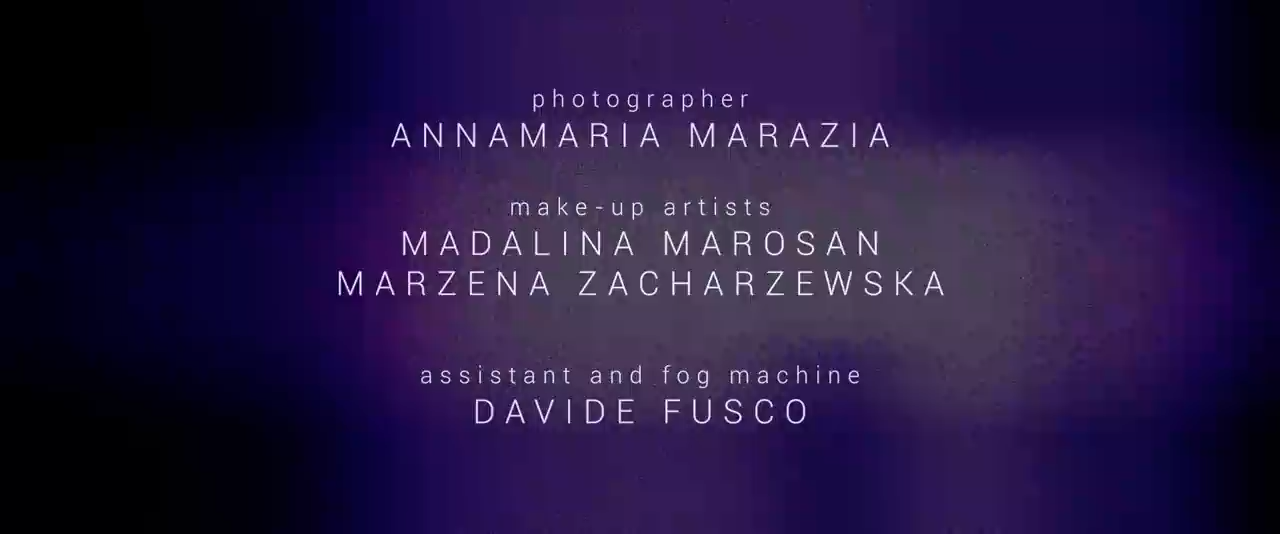 photographer
ANNAMARIA MARAZIA
make-up artists
MADALINA MAROSAN
MARZENA ZACHARZEWSKA
assistant and fog machine
DAVIDE FUSCO